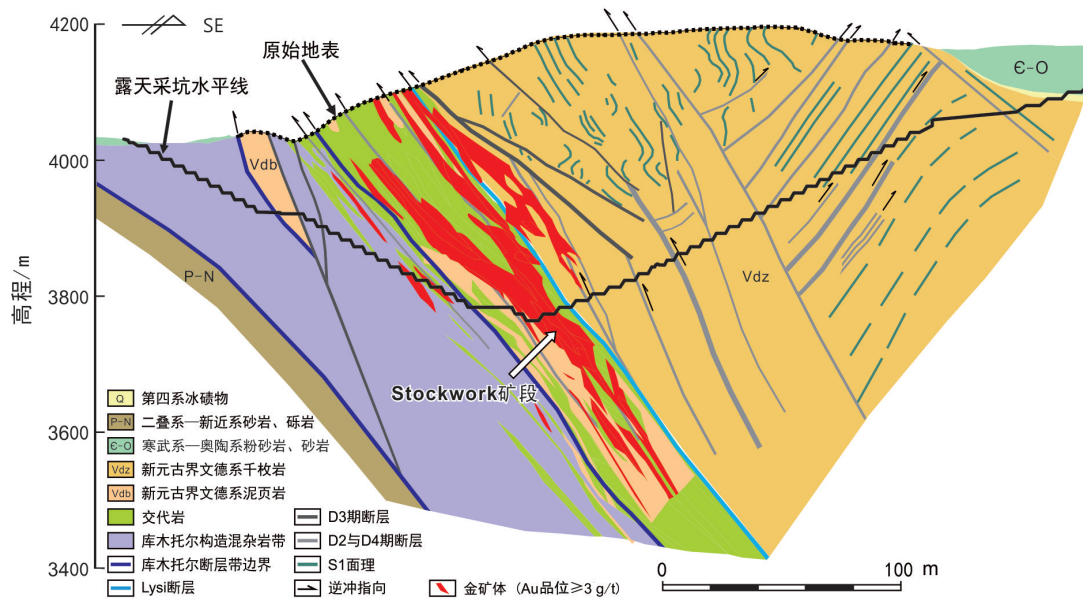 4200
SE
原始地表
露天采坑水平线
Є-O
Vdb
4000
高程/m
P-N
Vdz
3800
Stockwork矿段
Q 第四系冰碛物
P-N 二叠系—新近系砂岩、砾岩
Є-O 寒武系—奥陶系粉砂岩、砂岩
3600
Vdz 新元古界文德系千枚岩
Vdb 新元古界文德系泥页岩
交代岩 D3期断层
库木托尔构造混杂岩带 D2与D4期断层
库木托尔断层带边界 S1面理
3400
Lysi断层 逆冲指向 金矿体（Au品位≥3 g/t）
0 100 m